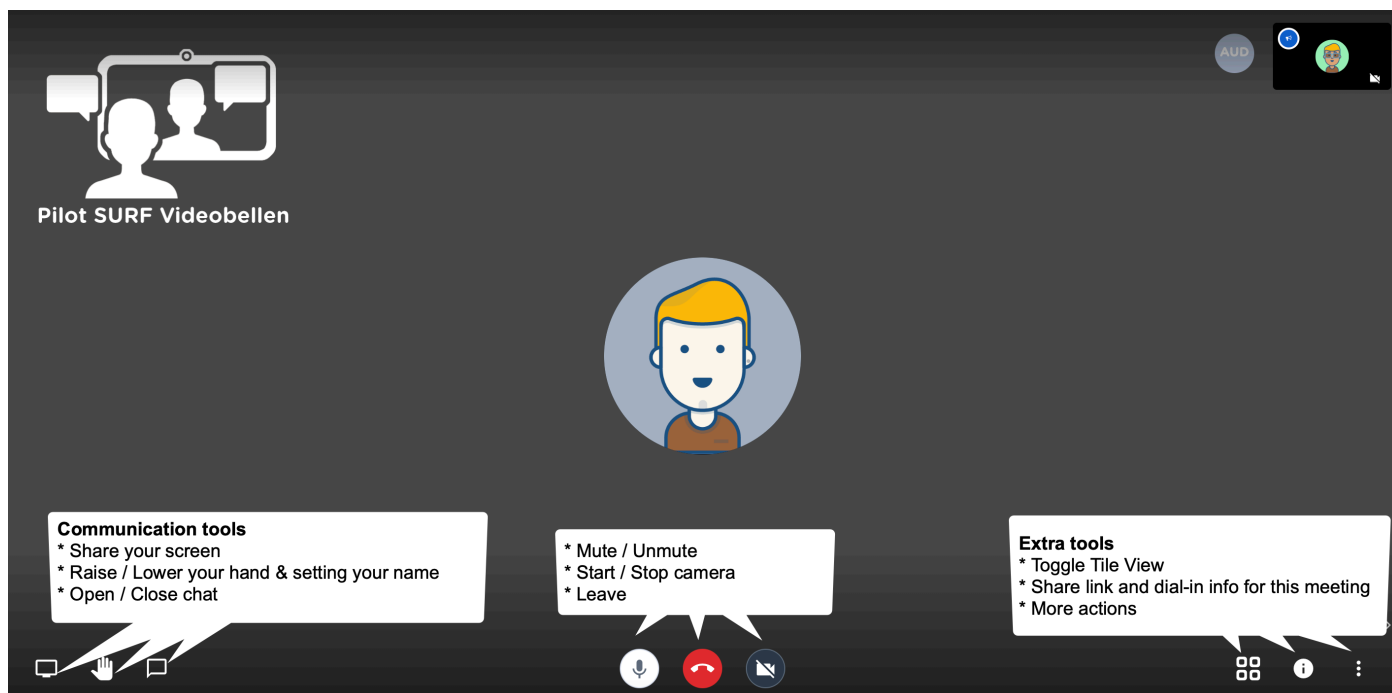 AUD
Pilot SURF Videobellen
Communication tools
* Share your screen
* Raise / Lower your hand & setting your name
* Open / Close chat
* Mute / Unmute
* Start / Stop camera
* Leave
Extra tools
* Toggle Tile View
* Share link and dial-in info for this meeting
* More actions